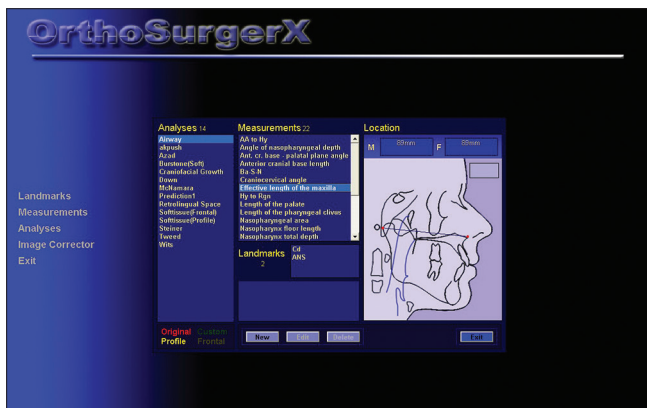 OrthoSurgerX
Landmarks
Measurements
Analyses
Image Corrector
Exit
Analyses 14
Airway
akpush
Azad
Burstone(Soft)
Craniofacial Growth
Down
McNamara
Prediction1
Retrolingual Space
Softtissue(Frontal)
Softtissue(Profile)
Steiner
Tweed
Wits
Measurements 22
AA to Hy
Angle of nasopharyngeal depth
Ant. cr. base - palatal plane angle
Anterior cranial base length
Ba-S-N
Craniocervical angle
Effective length of the maxilla
Hy to Rgn
Length of the palate
Length of the pharyngeal clivus
Nasopharyngeal area
Nasopharynx floor length
Nasopharynx total depth
Landmarks
2
Cd
ANS
Location
M 89mm F 89mm
Original Custom
Profile Frontal
New Edit Delete
Exit